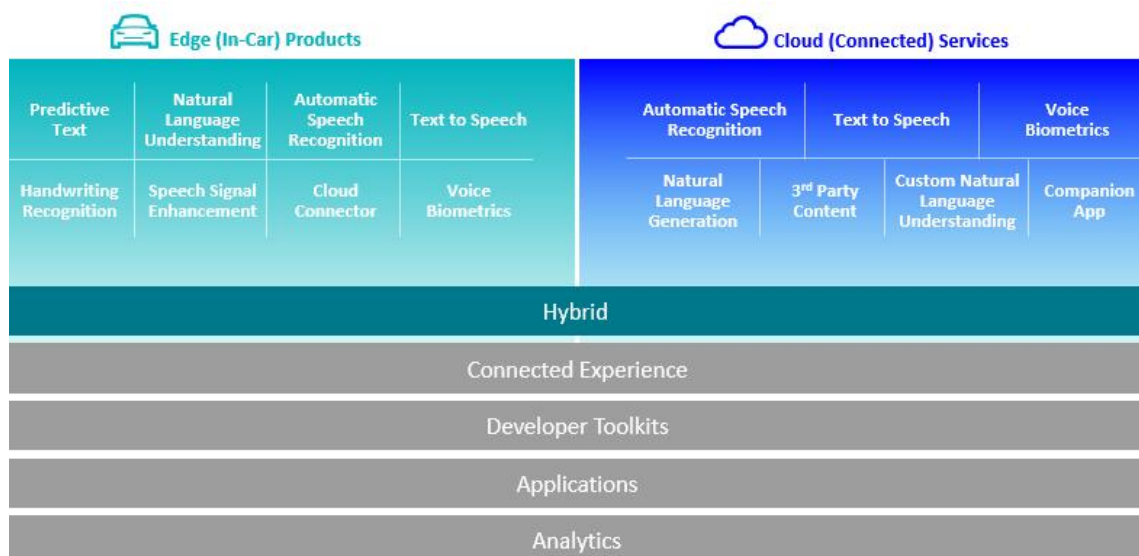 Edge (In-Car) Products
Cloud (Connected) Services
Predictive
Text
Natural
Language
Understanding
Automatic
Speech
Recognition
Text to Speech
Handwriting
Recognition
Speech Signal
Enhancement
Cloud
Connector
Voice
Biometrics
Automatic Speech
Recognition
Text to Speech
Voice
Biometrics
Natural
Language
Generation
3rd Party
Content
Custom Natural
Language
Understanding
Companion
App
Hybrid
Connected Experience
Developer Toolkits
Applications
Analytics